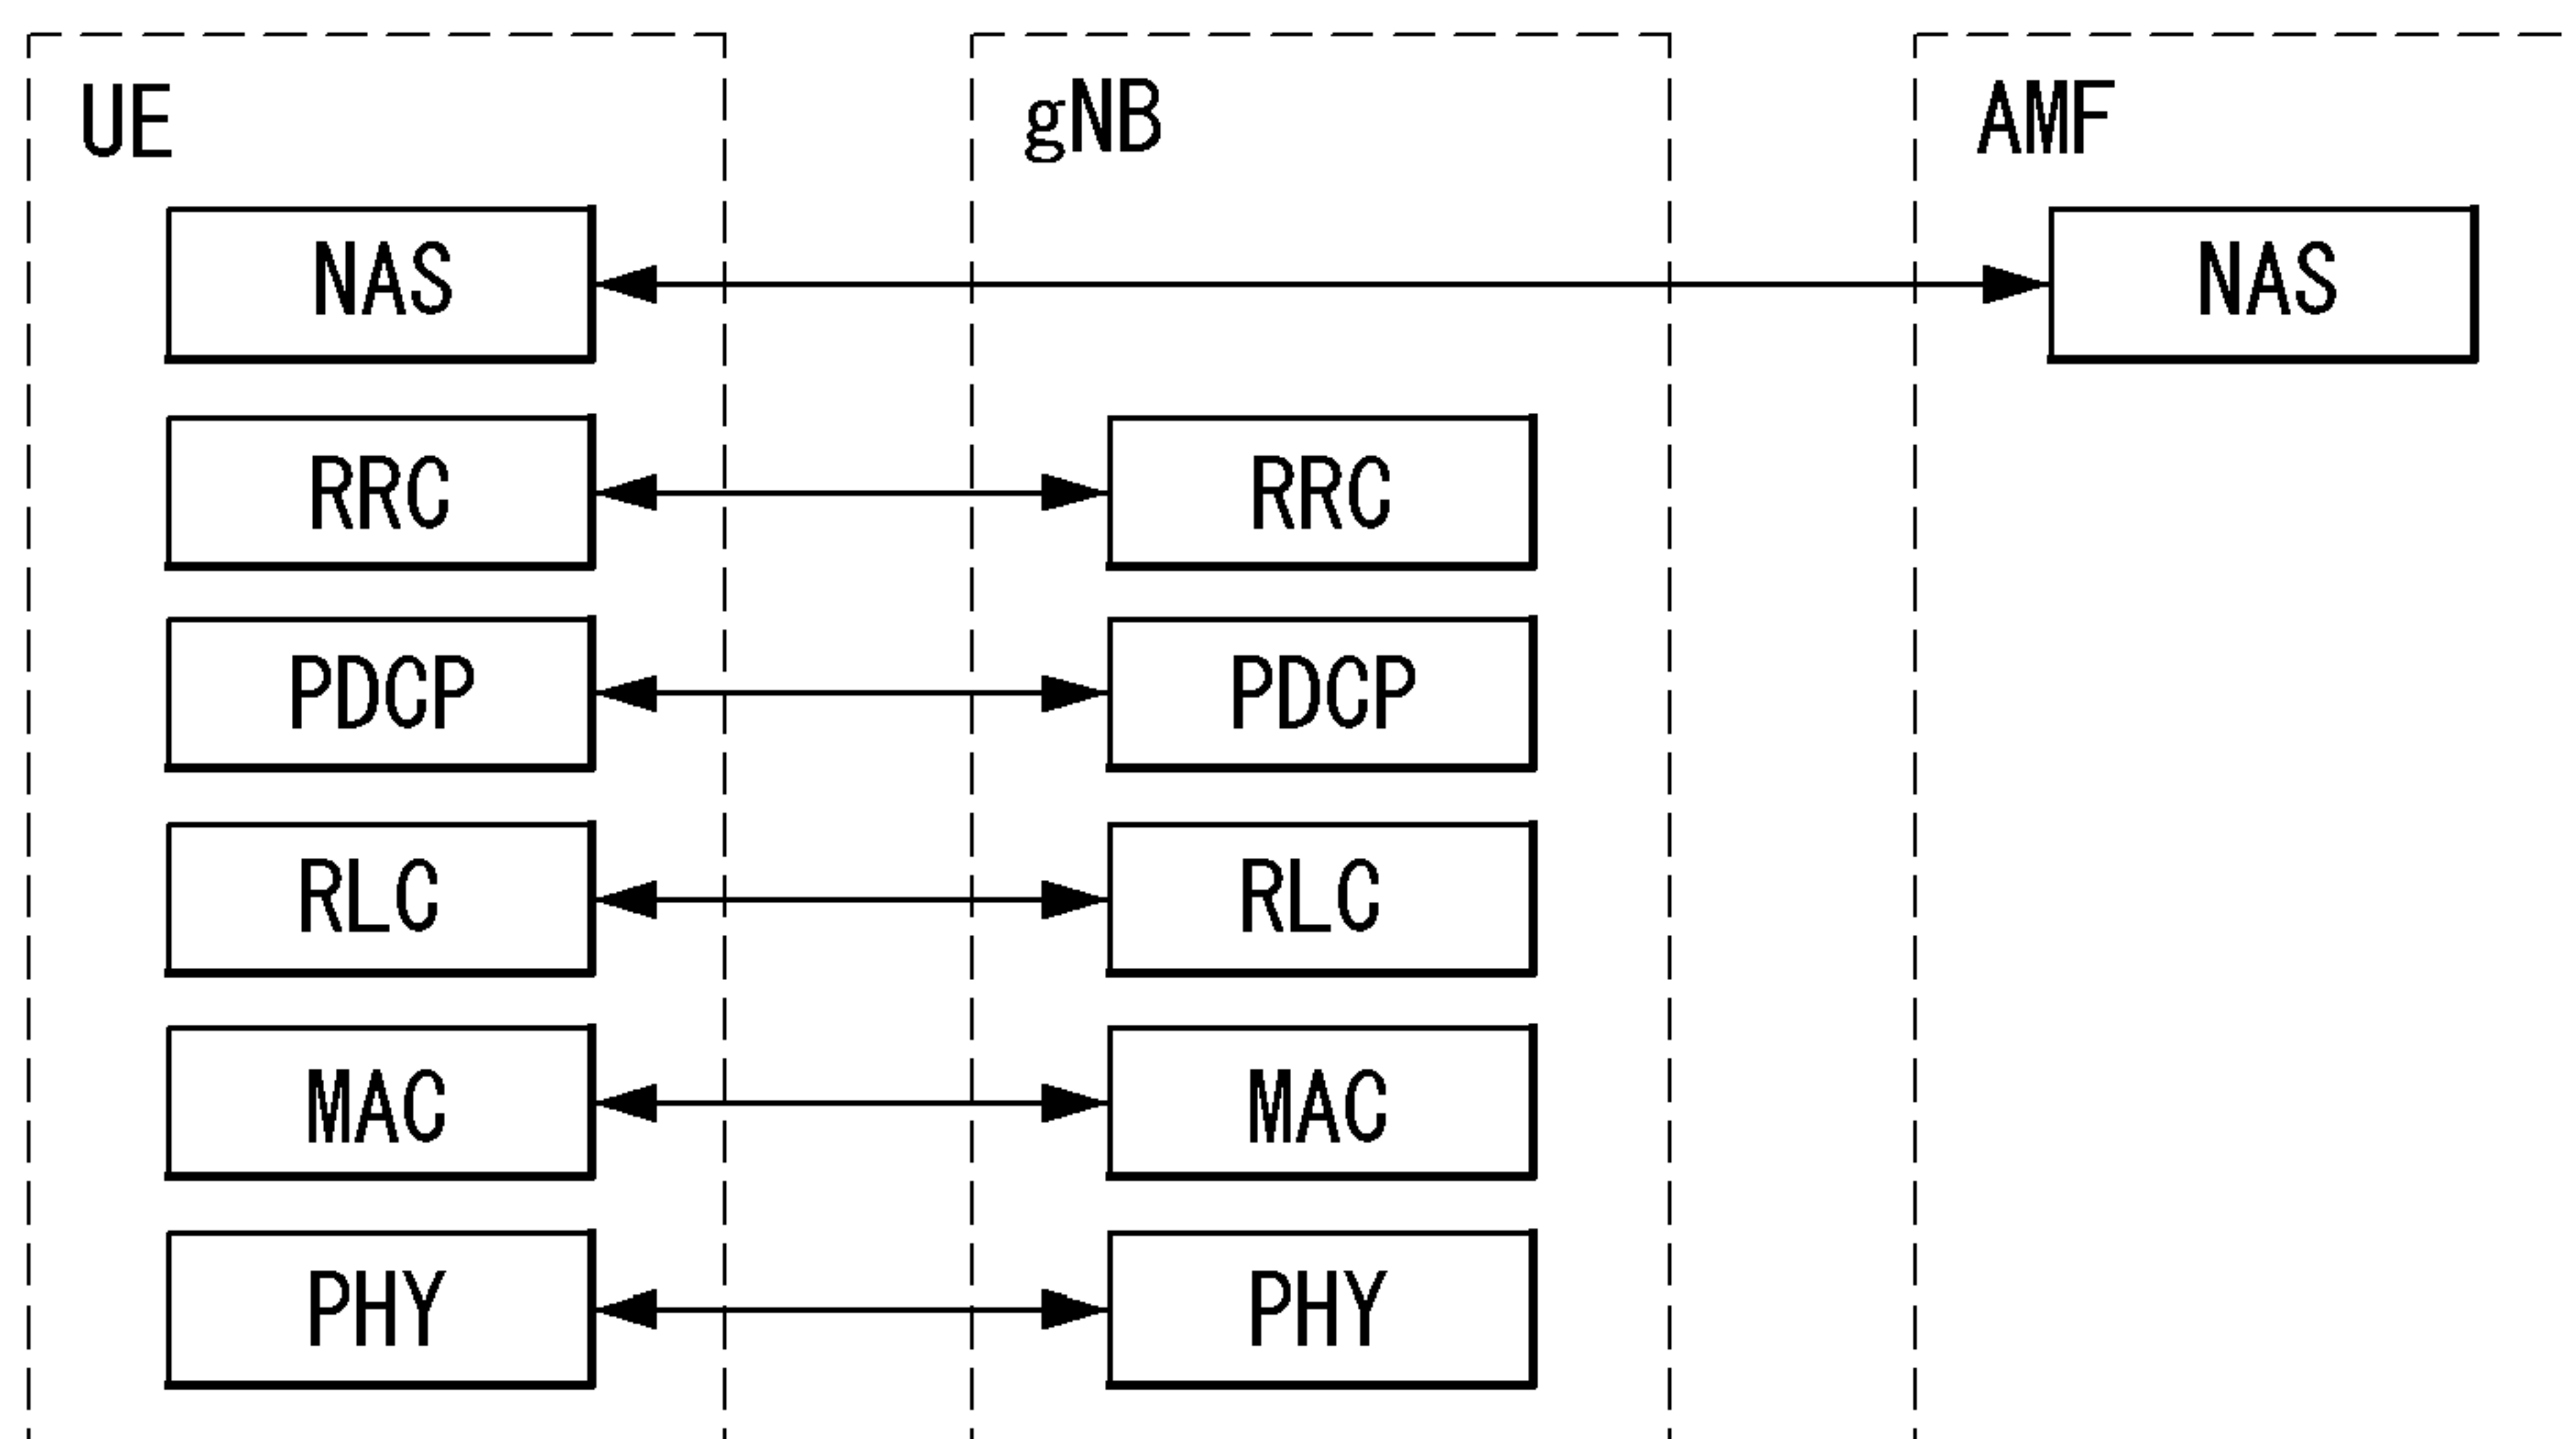 UE gNB AMF
NAS NAS
RRC RRC
PDCP PDCP
RLC RLC
MAC MAC
PHY PHY